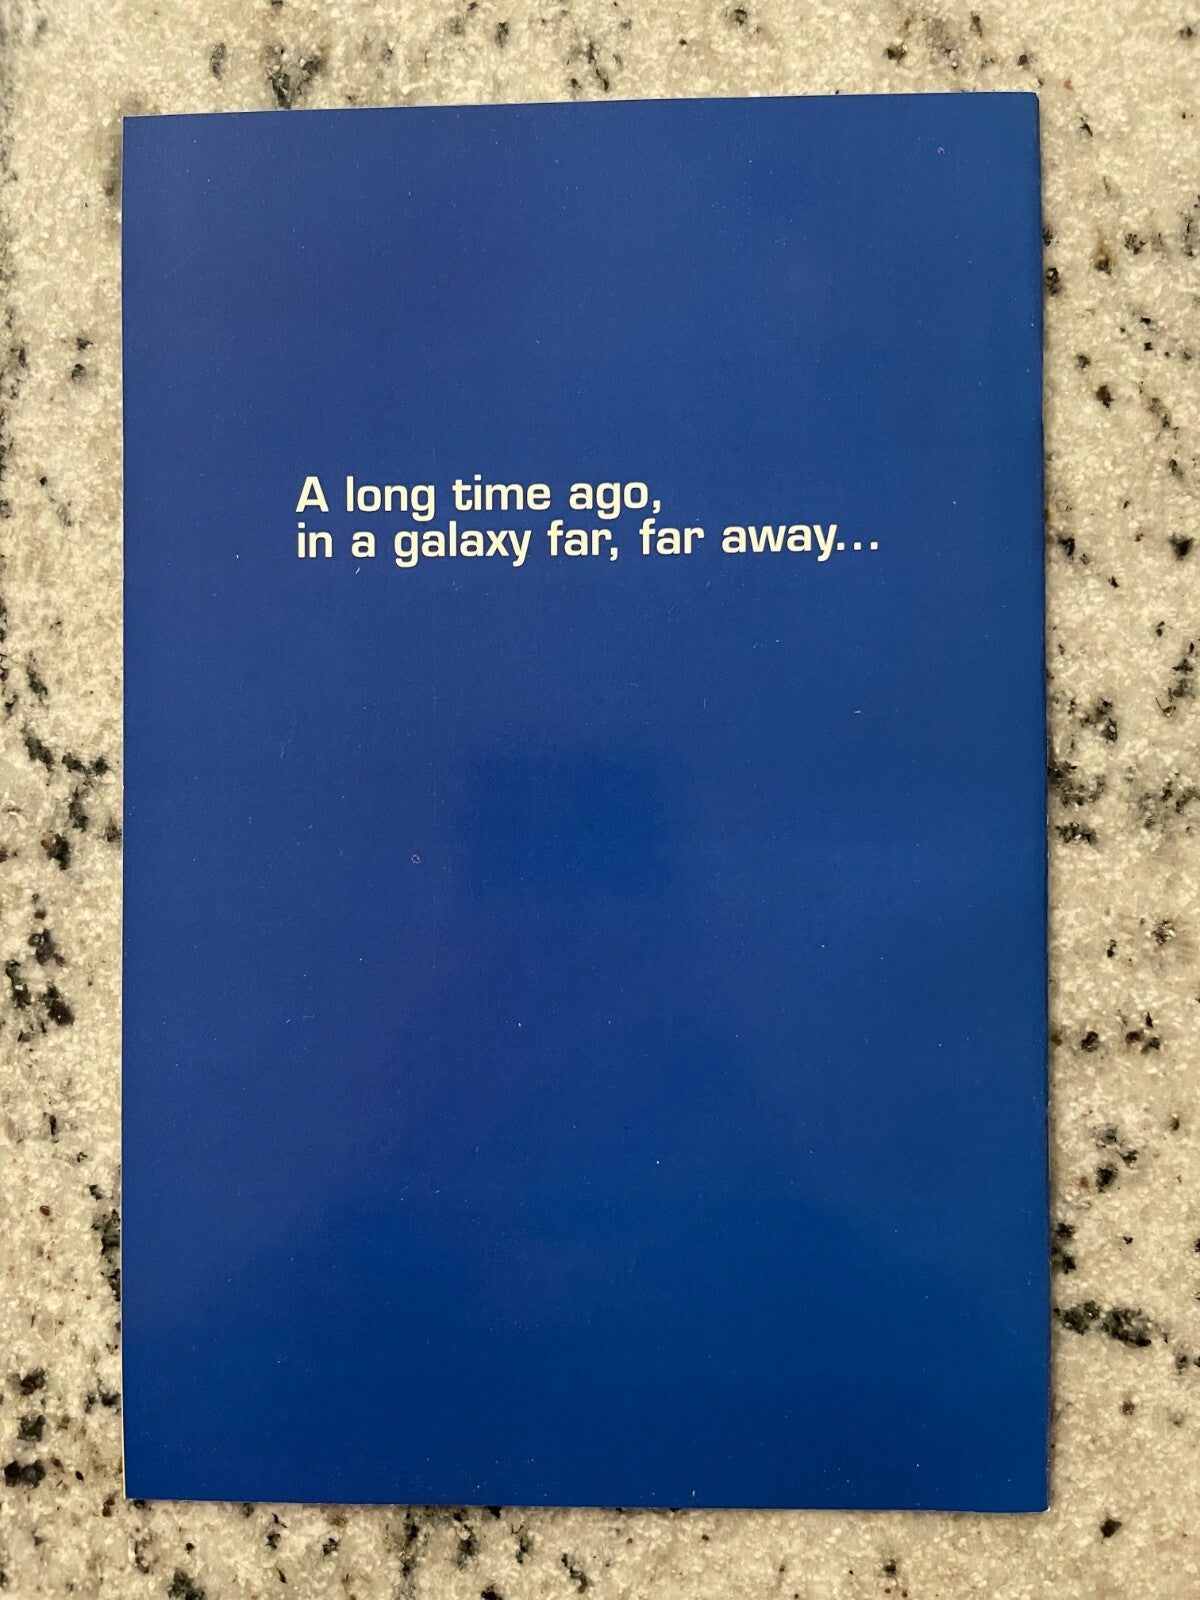 A long time ago,
in a galaxy far, far away...